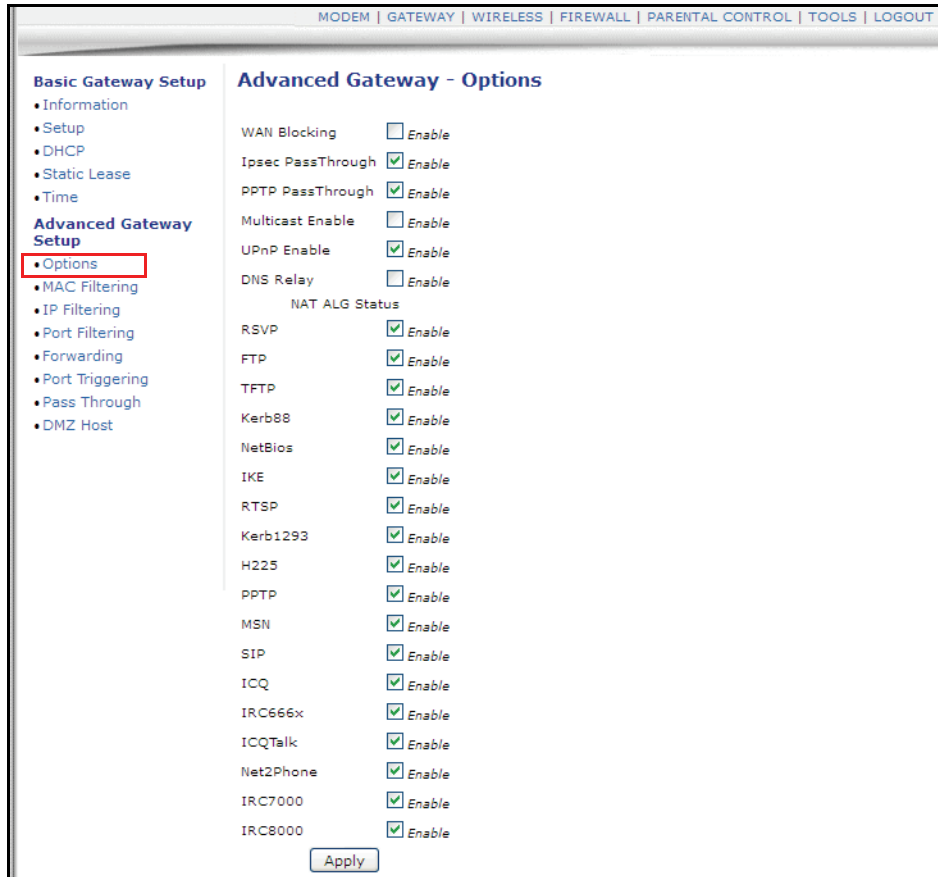 MODEM | GATEWAY | WIRELESS | FIREWALL | PARENTAL CONTROL | TOOLS | LOGOUT
Basic Gateway Setup
• Information
• Setup
• DHCP
• Static Lease
• Time
Advanced Gateway
Setup
• Options
• MAC Filtering
• IP Filtering
• Port Filtering
• Forwarding
• Port Triggering
• Pass Through
• DMZ Host
Advanced Gateway - Options
WAN Blocking Enable
Ipsec PassThrough Enable
PPTP PassThrough Enable
Multicast Enable Enable
UPnP Enable Enable
DNS Relay Enable
NAT ALG Status
RSVP Enable
FTP Enable
TFTP Enable
Kerb88 Enable
NetBios Enable
IKE Enable
RTSP Enable
Kerb1293 Enable
H225 Enable
PPTP Enable
MSN Enable
SIP Enable
ICQ Enable
IRC666x Enable
ICQTalk Enable
Net2Phone Enable
IRC7000 Enable
IRC8000 Enable
Apply